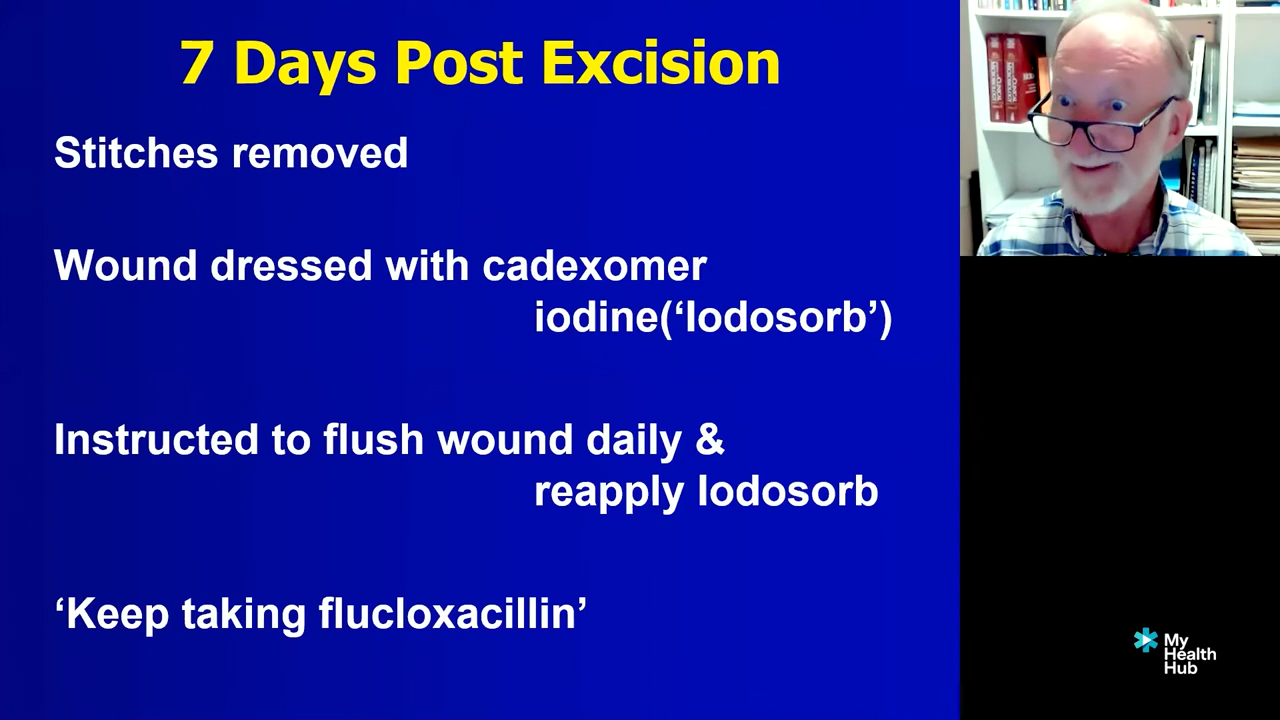 7 Days Post Excision
Stitches removed
Wound dressed with cadexomer
iodine(‘Iodosorb’)
Instructed to flush wound daily &
reapply Iodosorb
‘Keep taking flucloxacillin’
My
Health
Hub